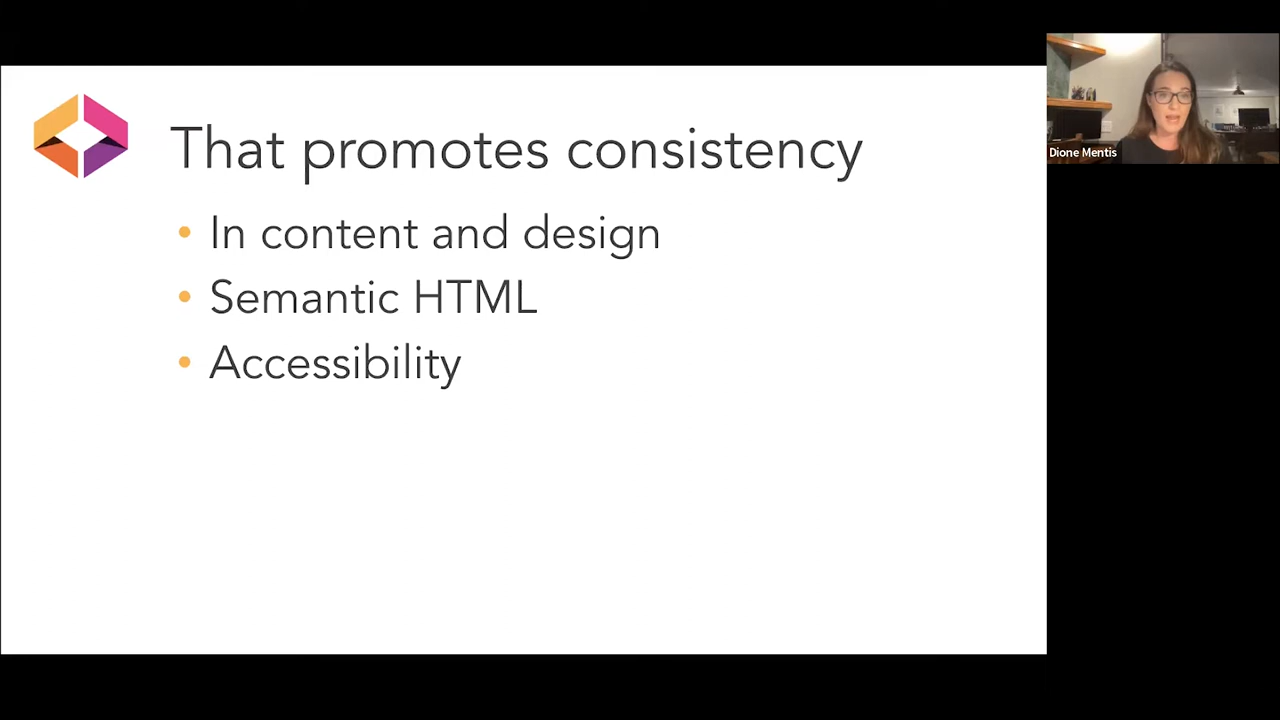 That promotes consistency
• In content and design
• Semantic HTML
• Accessibility
Dione Mentis